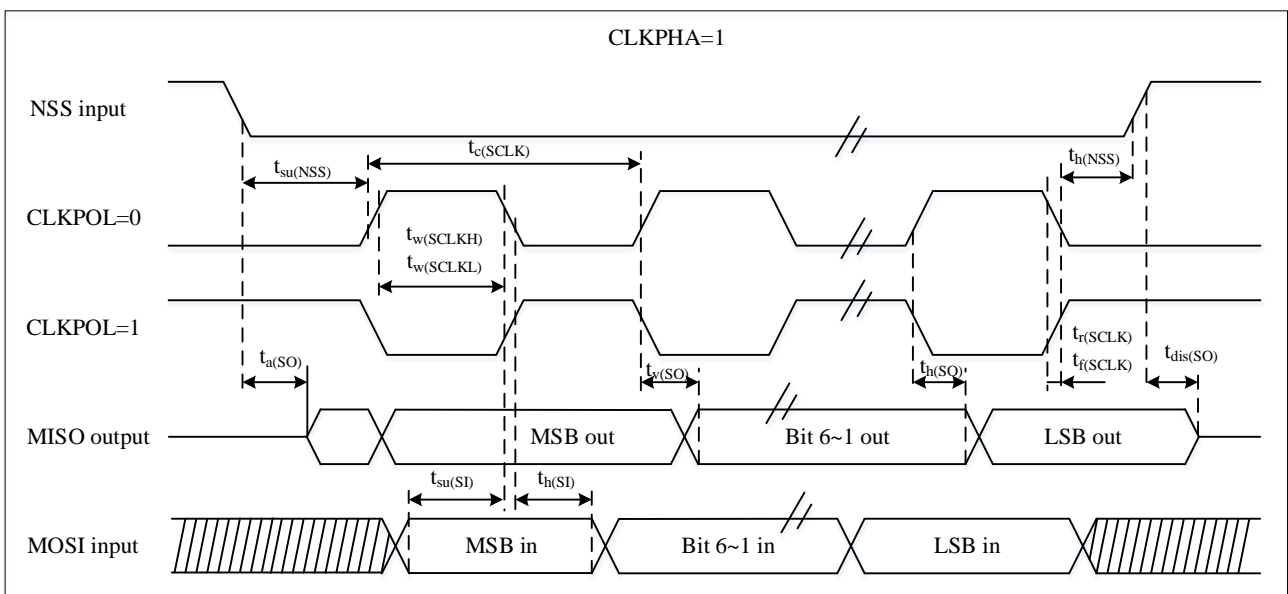 CLKPHA=1
NSS input
tc(SCLK)
tsu(NSS)
th(NSS)
CLKPOL=0
tw(SCLKH)
tw(SCLKL)
CLKPOL=1
tr(SCLK)
tf(SCLK)
ta(SO)
tv(SO)
th(SO)
tdis(SO)
MISO output
MSB out
Bit 6~1 out
LSB out
tsu(SI)
th(SI)
MOSI input
MSB in
Bit 6~1 in
LSB in